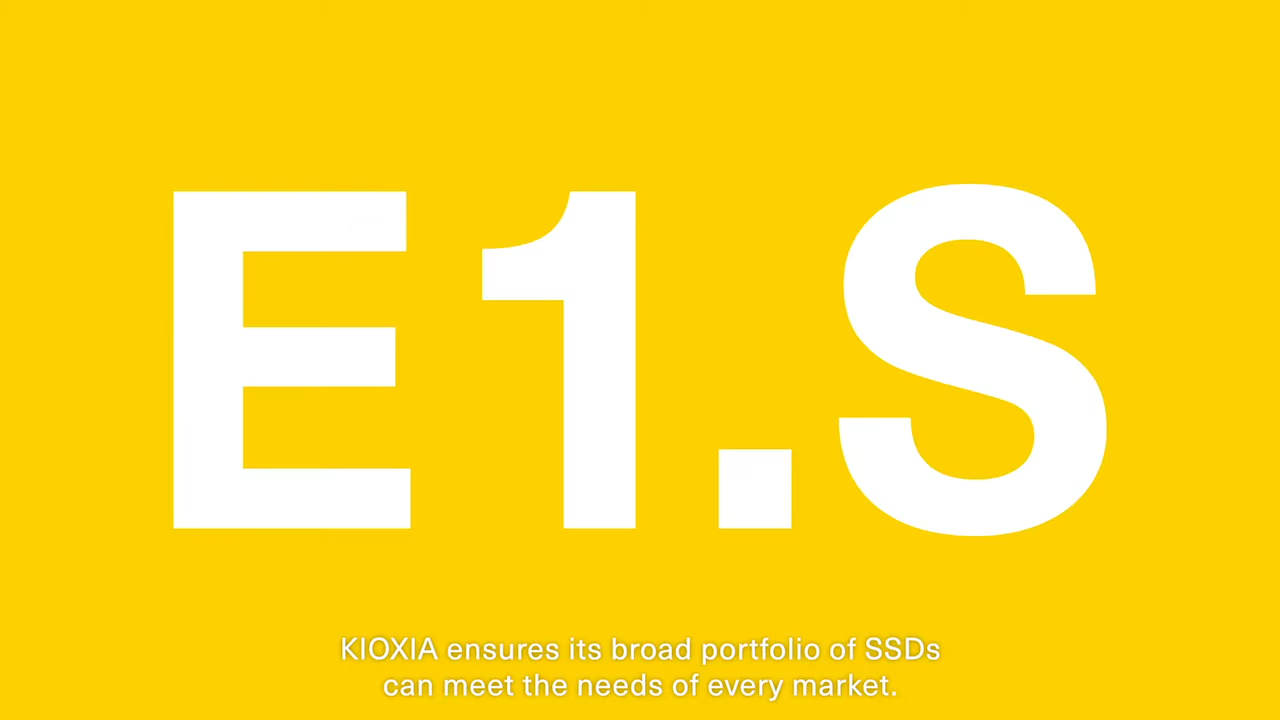 E1.S
KIOXIA ensures its broad portfolio of SSDs
can meet the needs of every market.